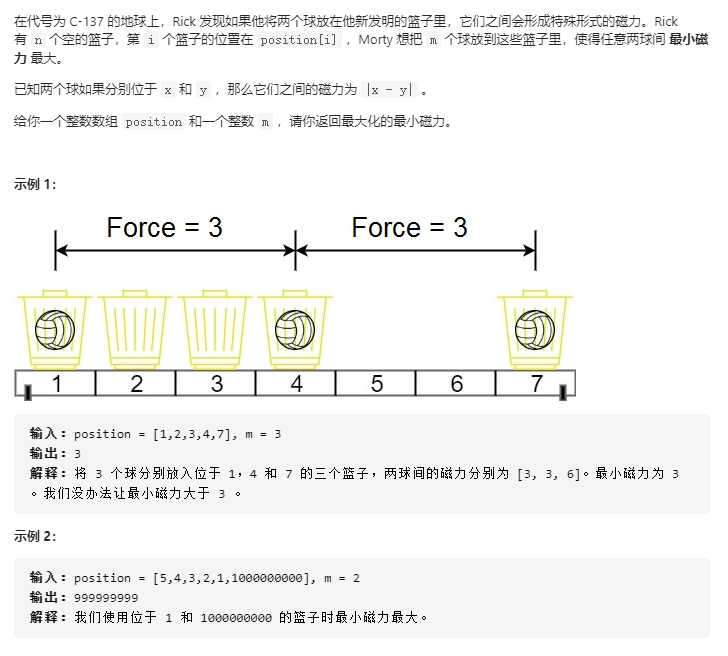 在代号为 C-137 的地球上，Rick 发现如果他将两个球放在他新发明的篮子里，它们之间会形成特殊形式的磁力。Rick
有 n 个空的篮子，第 i 个篮子的位置在 position[i] ，Morty 想把 m 个球放到这些篮子里，使得任意两球间 最小磁
力 最大。
已知两个球如果分别位于 x 和 y ，那么它们之间的磁力为 |x - y| 。
给你一个整数数组 position 和一个整数 m ，请你返回最大化的最小磁力。
示例 1：
Force = 3 Force = 3
1 2 3 4 5 6 7
输入：position = [1,2,3,4,7], m = 3
输出：3
解释：将 3 个球分别放入位于 1，4 和 7 的三个篮子，两球间的磁力分别为 [3, 3, 6]。最小磁力为 3
。我们没办法让最小磁力大于 3 。
示例 2：
输入：position = [5,4,3,2,1,1000000000], m = 2
输出：999999999
解释：我们使用位于 1 和 1000000000 的篮子时最小磁力最大。